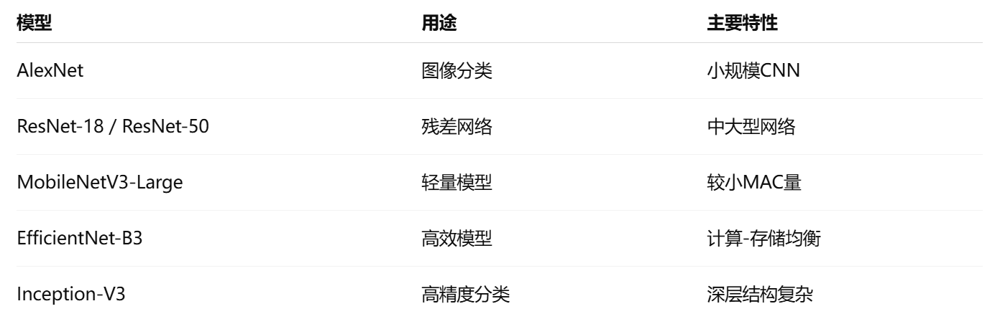 模型 用途 主要特性
AlexNet 图像分类 小规模CNN
ResNet-18 / ResNet-50 残差网络 中大型网络
MobileNetV3-Large 轻量模型 较小MAC量
EfficientNet-B3 高效模型 计算-存储均衡
Inception-V3 高精度分类 深层结构复杂